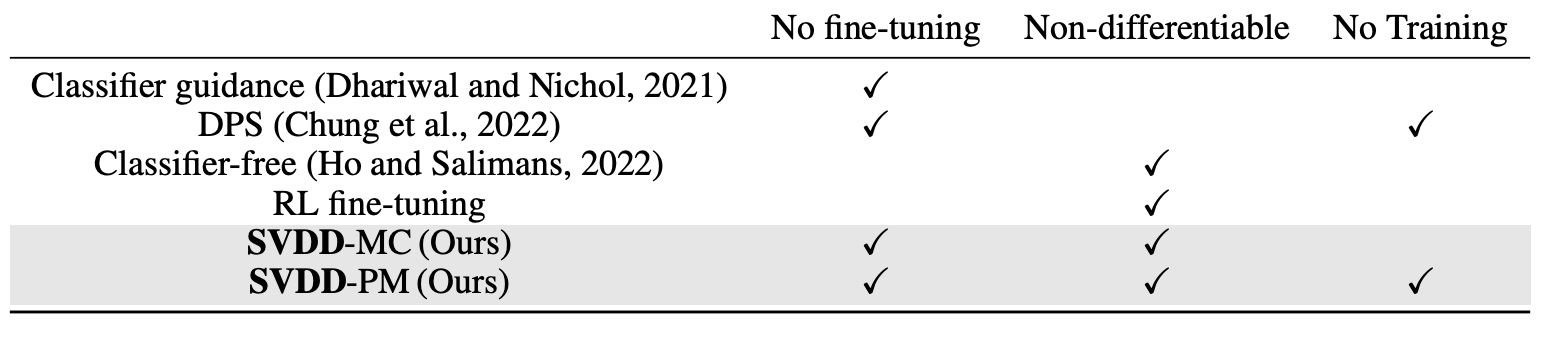 No fine-tuning Non-differentiable No Training
Classifier guidance (Dhariwal and Nichol, 2021) ✓
DPS (Chung et al., 2022) ✓ ✓
Classifier-free (Ho and Salimans, 2022) ✓
RL fine-tuning ✓
SVDD-MC (Ours) ✓ ✓
SVDD-PM (Ours) ✓ ✓ ✓